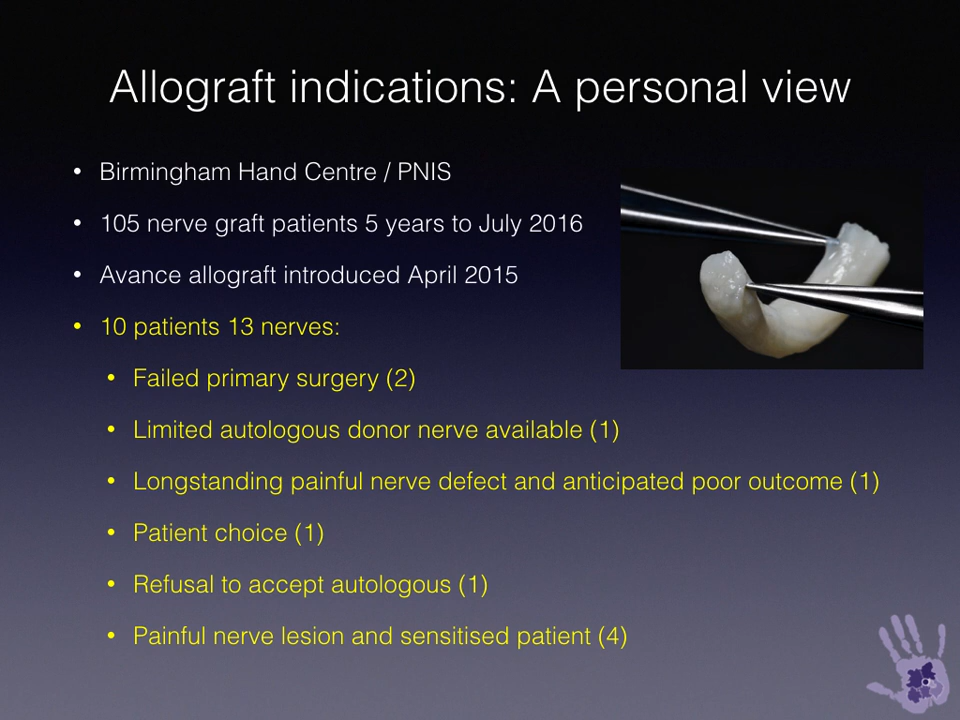 Allograft indications: A personal view
• Birmingham Hand Centre / PNIS
• 105 nerve graft patients 5 years to July 2016
• Avance allograft introduced April 2015
• 10 patients 13 nerves:
• Failed primary surgery (2)
• Limited autologous donor nerve available (1)
• Longstanding painful nerve defect and anticipated poor outcome (1)
• Patient choice (1)
• Refusal to accept autologous (1)
• Painful nerve lesion and sensitised patient (4)